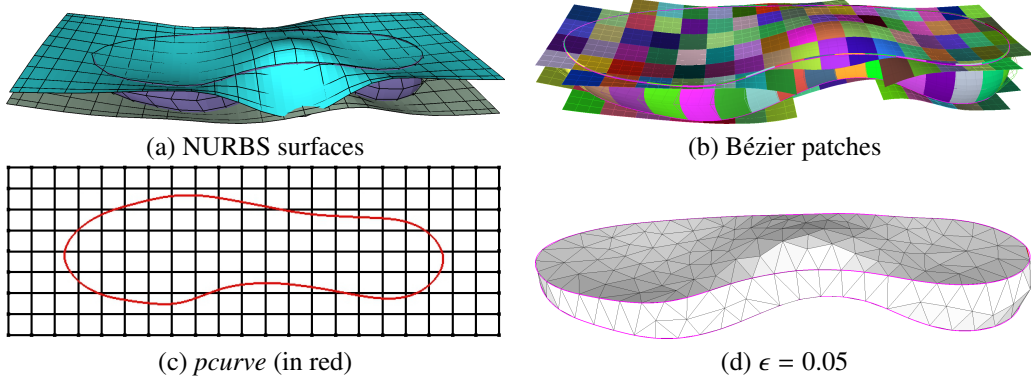 (a) NURBS surfaces
(b) Bézier patches
(c) pcurve (in red)
(d) ϵ = 0.05